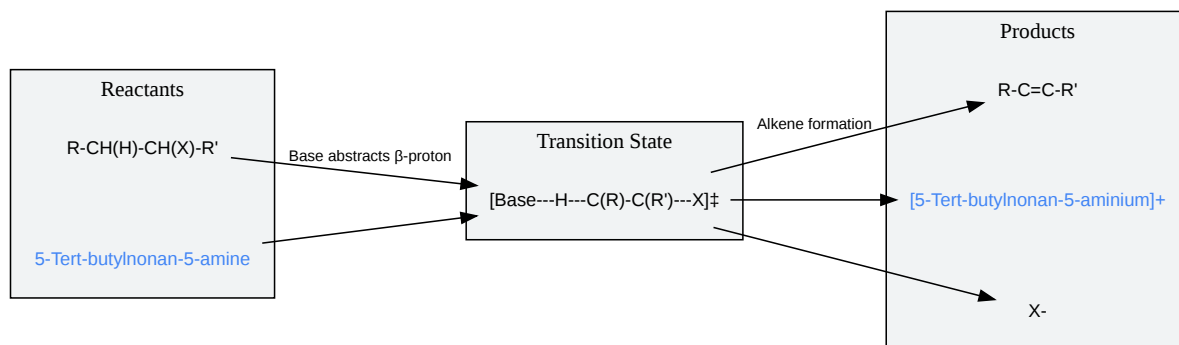 Reactants
R-CH(H)-CH(X)-R'
5-Tert-butylnonan-5-amine
Base abstracts β-proton
Transition State
[Base---H---C(R)-C(R')---X]‡
Alkene formation
Products
R-C=C-R'
[5-Tert-butylnonan-5-aminium]+
X-